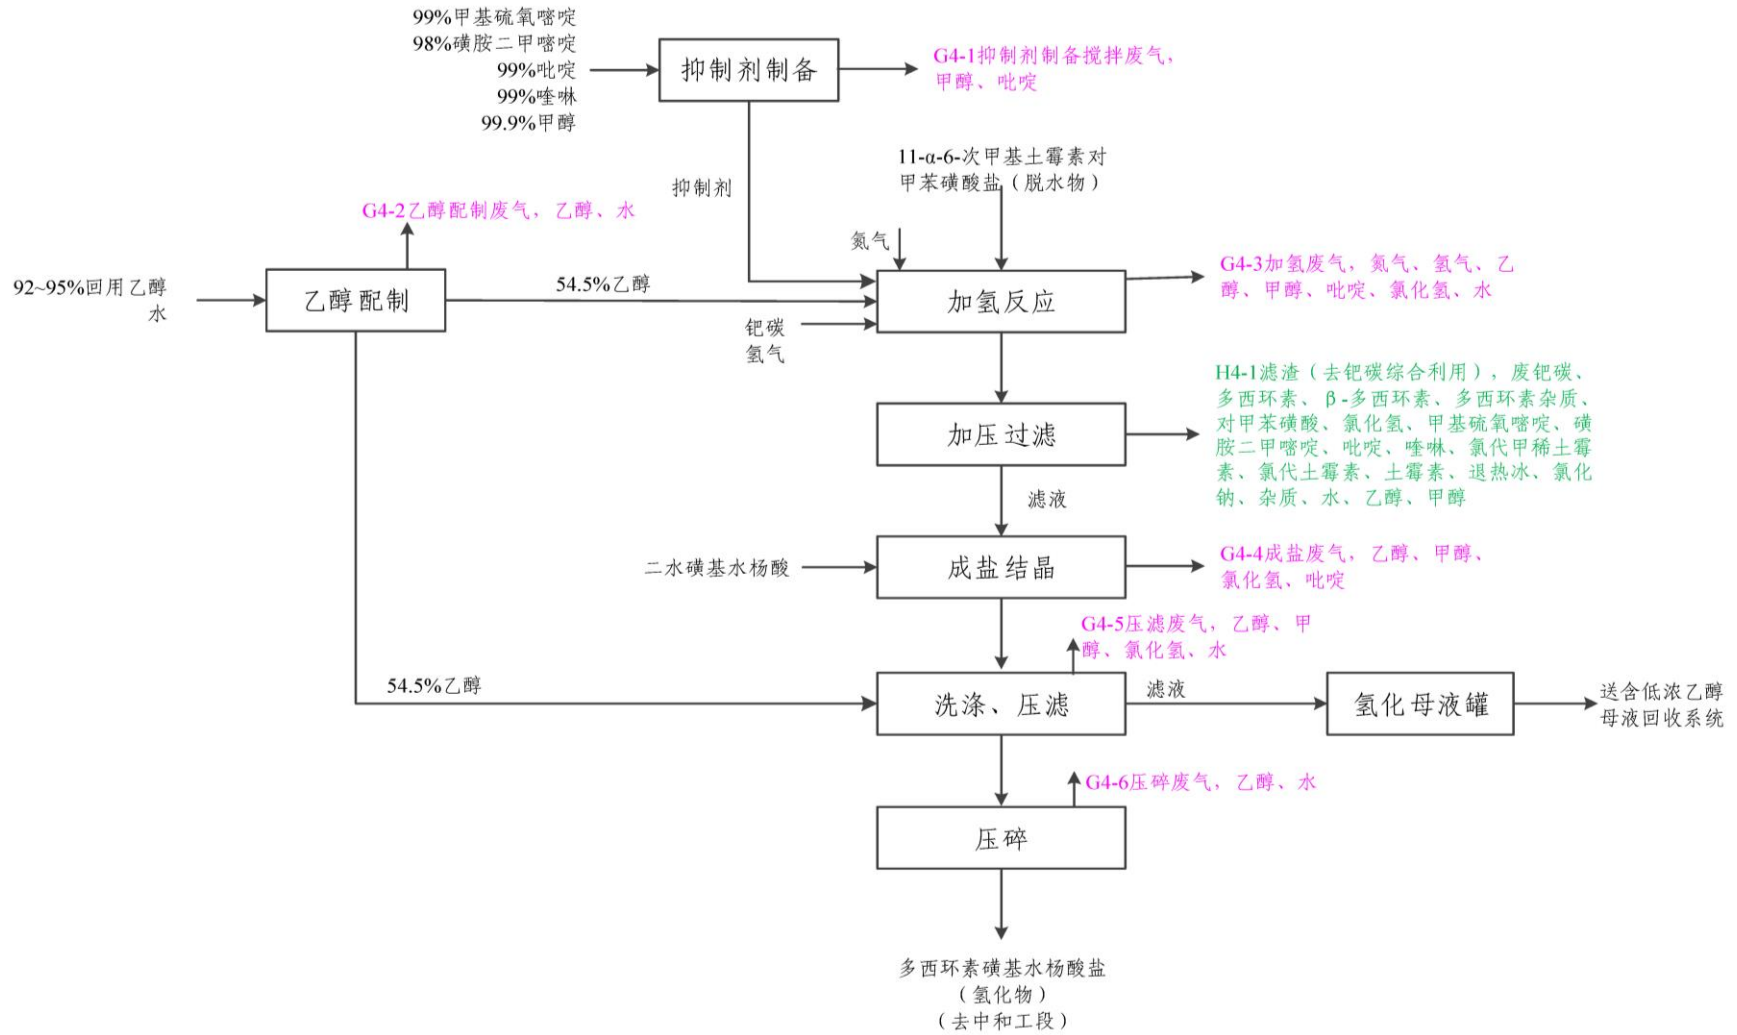 99%甲基硫氧嘧啶
98%磺胺二甲嘧啶
99%吡啶
99%喹啉
99.9%甲醇
抑制剂制备
G4-1抑制剂制备搅拌废气，
甲醇、吡啶
抑制剂
11-α-6-次甲基土霉素对
甲苯磺酸盐（脱水物）
G4-2乙醇配制废气，乙醇、水
氮气
92~95%回用乙醇
水
乙醇配制
54.5%乙醇
钯碳
氢气
加氢反应
G4-3加氢废气，氮气、氢气、乙
醇、甲醇、吡啶、氯化氢、水
加压过滤
H4-1滤渣（去钯碳综合利用），废钯碳、
多西环素、β-多西环素、多西环素杂质、
对甲苯磺酸、氯化氢、甲基硫氧嘧啶、磺
胺二甲嘧啶、吡啶、喹啉、氯代甲烯土霉
素、氯代土霉素、土霉素、退热冰、氯化
钠、杂质、水、乙醇、甲醇
滤液
二水磺基水杨酸
成盐结晶
G4-4成盐废气，乙醇、甲醇、
氯化氢、吡啶
G4-5压滤废气，乙醇、甲
醇、氯化氢、水
54.5%乙醇
洗涤、压滤
滤液
氢化母液罐
送含低浓乙醇
母液回收系统
G4-6压碎废气，乙醇、水
压碎
多西环素磺基水杨酸盐
（氢化物）
（去中和工段）